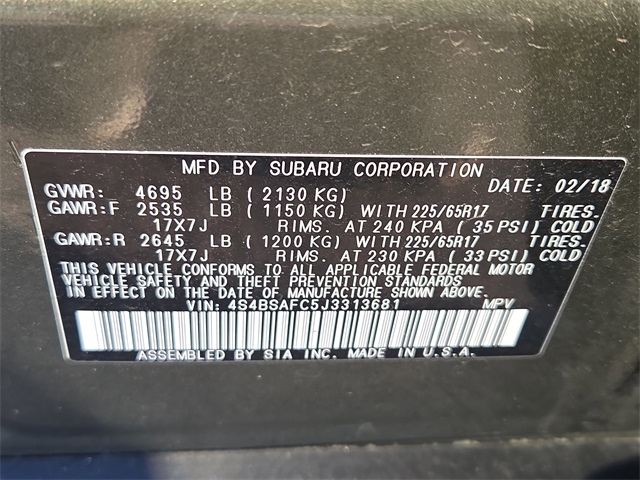 MFD BY SUBARU CORPORATION
GVWR: 4695 LB ( 2130 KG) DATE: 02/18
GAWR:F 2535 LB ( 1150 KG) WITH 225/65R17 TIRES.
17X7J RIMS. AT 240 KPA ( 35 PSI) COLD
GAWR:R 2645 LB ( 1200 KG) WITH 225/65R17 TIRES.
17X7J RIMS. AT 230 KPA ( 33 PSI) COLD
THIS VEHICLE CONFORMS TO ALL APPLICABLE FEDERAL MOTOR
VEHICLE SAFETY AND THEFT PREVENTION STANDARDS
IN EFFECT ON THE DATE OF MANUFACTURE SHOWN ABOVE.
VIN: 4S4BSAFC5J3313681 MPV
ASSEMBLED BY SIA INC. MADE IN U.S.A.